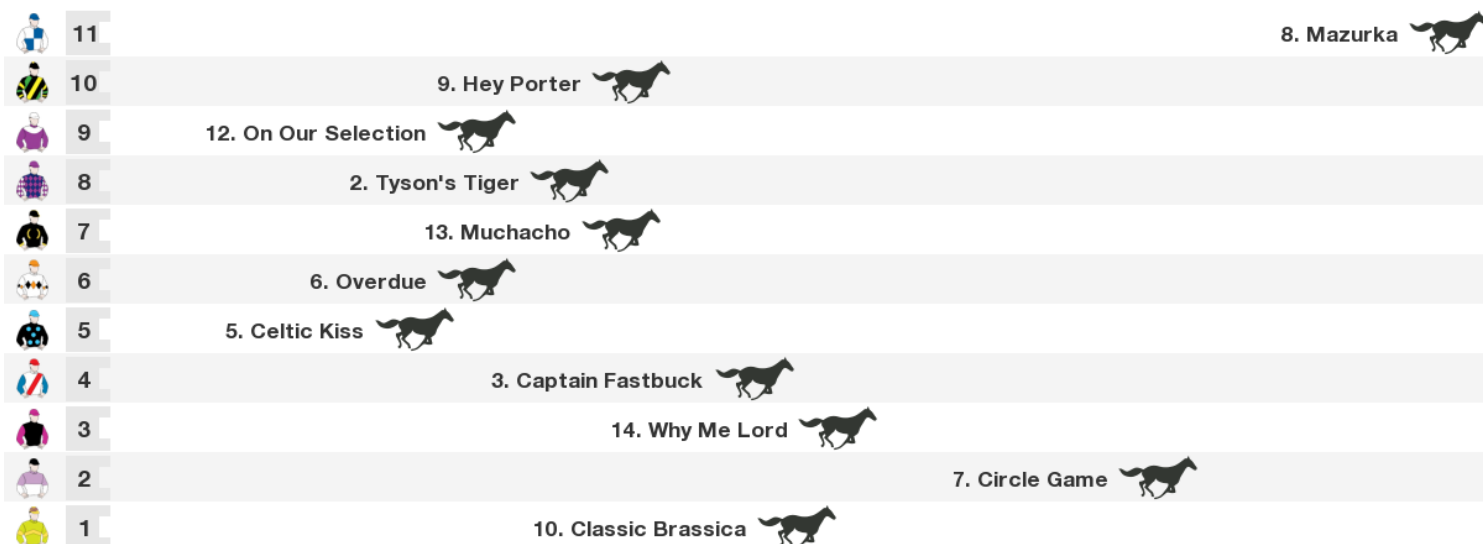 11 8. Mazurka
10 9. Hey Porter
9 12. On Our Selection
8 2. Tyson's Tiger
7 13. Muchacho
6 6. Overdue
5 5. Celtic Kiss
4 3. Captain Fastbuck
3 14. Why Me Lord
2 7. Circle Game
1 10. Classic Brassica